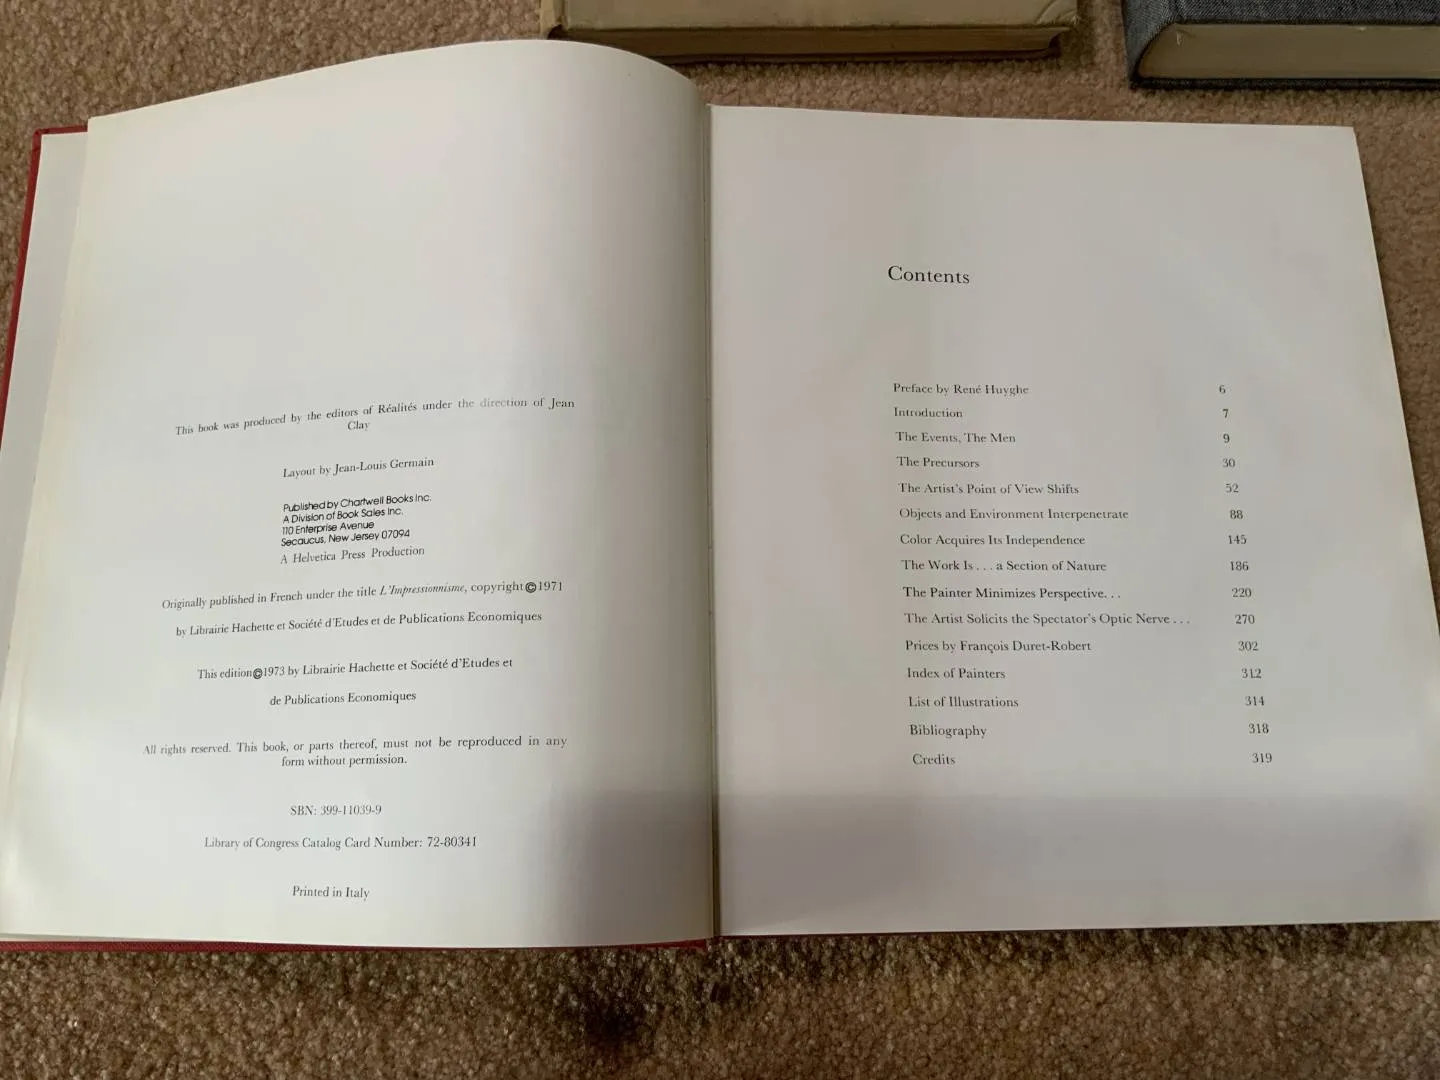 This book was produced by the editors of Réalités under the direction of Jean
Clay
Layout by Jean-Louis Germain
Published by Chartwell Books Inc.
A Division of Book Sales Inc.
110 Enterprise Avenue
Secaucus, New Jersey 07094
A Helvetica Press Production
Originally published in French under the title L'Impressionnisme, copyright © 1971
by Librairie Hachette et Société d'Etudes et de Publications Economiques
This edition © 1973 by Librairie Hachette et Société d'Etudes et
de Publications Economiques
All rights reserved. This book, or parts thereof, must not be reproduced in any
form without permission.
SBN: 399-11039-9
Library of Congress Catalog Card Number: 72-80341
Printed in Italy
Contents
Preface by René Huyghe 6
Introduction 7
The Events, The Men 9
The Precursors 30
The Artist's Point of View Shifts 52
Objects and Environment Interpenetrate 88
Color Acquires Its Independence 145
The Work Is . . . a Section of Nature 186
The Painter Minimizes Perspective. . . 220
The Artist Solicits the Spectator's Optic Nerve . . . 270
Prices by François Duret-Robert 302
Index of Painters 312
List of Illustrations 314
Bibliography 318
Credits 319